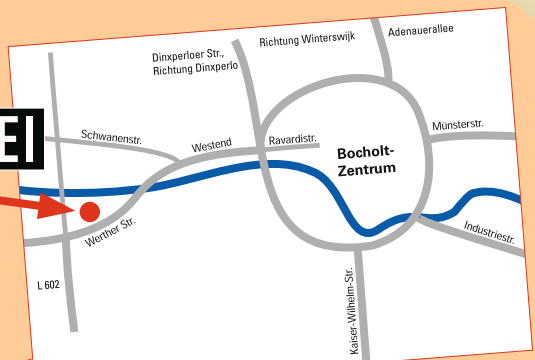 Dinxperloer Str.,
Richtung Dinxperlo
Richtung Winterswijk
Adenauerallee
EI
Schwanenstr.
Westend
Ravardistr.
Münsterstr.
Bocholt-
Zentrum
Werther Str.
Industriestr.
L 602
Kaiser-Wilhelm-Str.